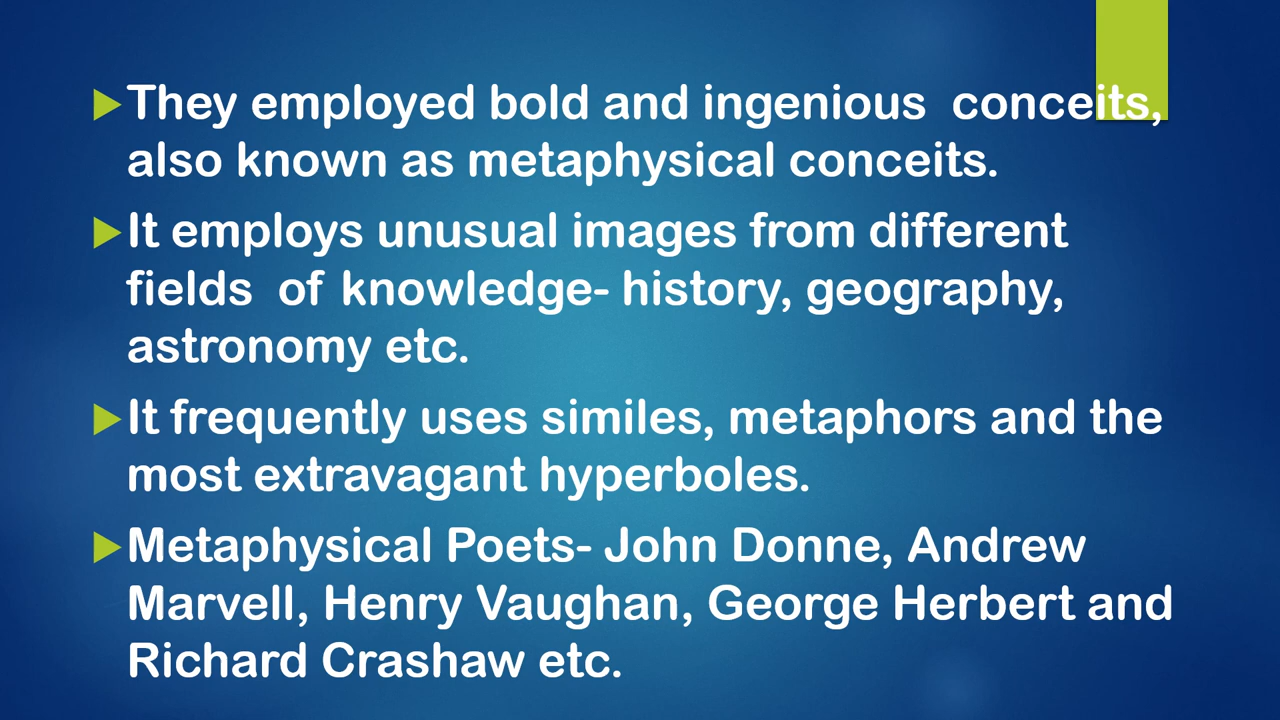 They employed bold and ingenious  conceits,
also known as metaphysical conceits.
It employs unusual images from different
fields  of knowledge- history, geography,
astronomy etc.
It frequently uses similes, metaphors and the
most extravagant hyperboles.
Metaphysical Poets- John Donne, Andrew
Marvell, Henry Vaughan, George Herbert and
Richard Crashaw etc.